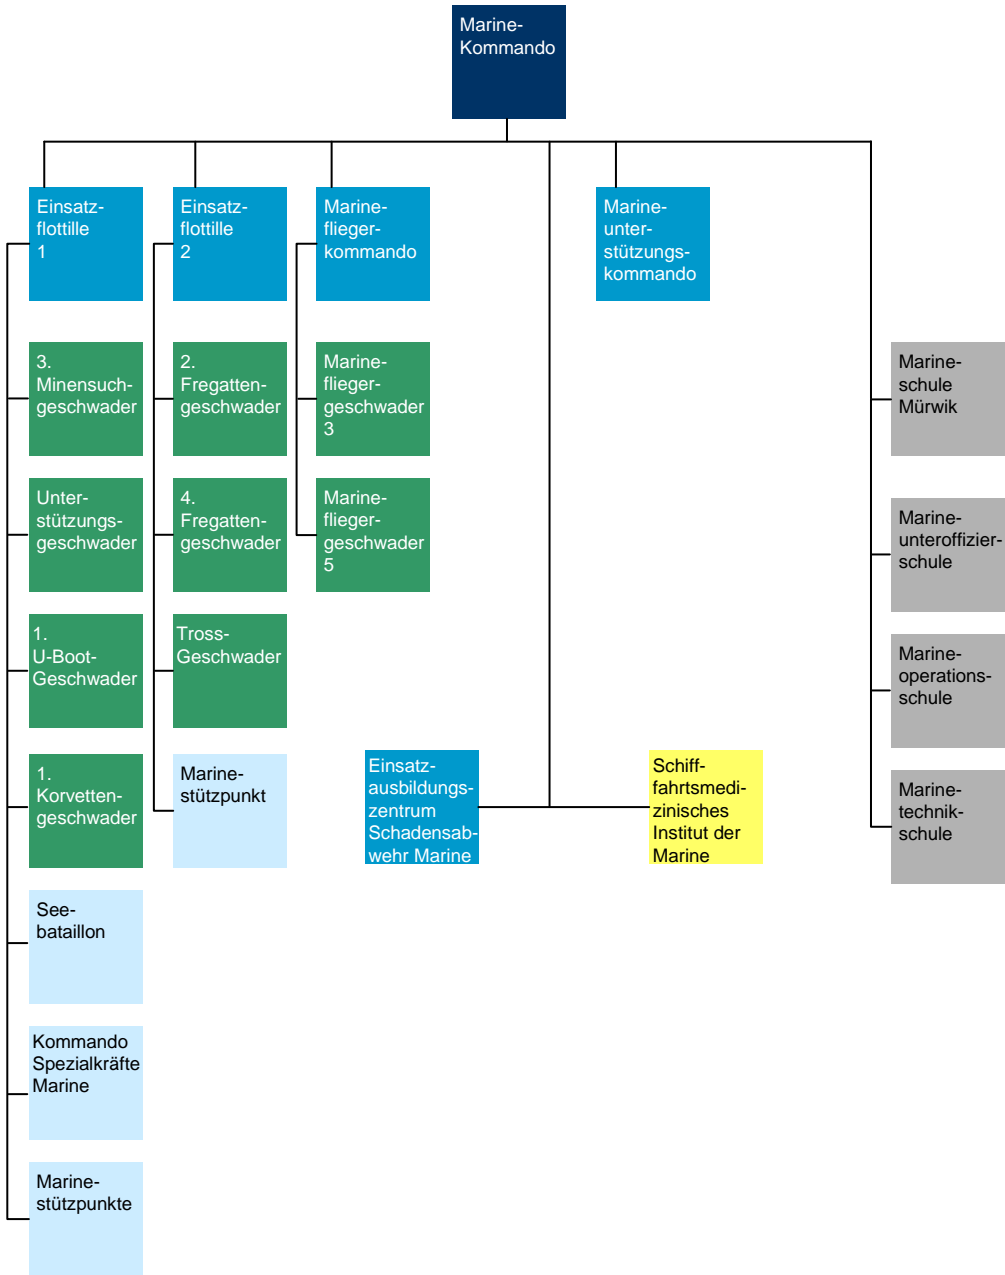 Marine-
Kommando
Einsatz-
flottille
1
Einsatz-
flottille
2
Marine-
flieger-
kommando
Marine-
unter-
stützungs-
kommando
3.
Minensuch-
geschwader
2.
Fregatten-
geschwader
Marine-
flieger-
geschwader
3
Marine-
schule
Mürwik
Unter-
stützungs-
geschwader
4.
Fregatten-
geschwader
Marine-
flieger-
geschwader
5
Marine-
unteroffizier-
schule
1.
U-Boot-
Geschwader
Tross-
Geschwader
Marine-
operations-
schule
1.
Korvetten-
geschwader
Marine-
stützpunkt
Einsatz-
ausbildungs-
zentrum
Schadensab-
wehr Marine
Schiff-
fahrtsmedi-
zinisches
Institut der
Marine
Marine-
technik-
schule
See-
bataillon
Kommando
Spezialkräfte
Marine
Marine-
stützpunkte